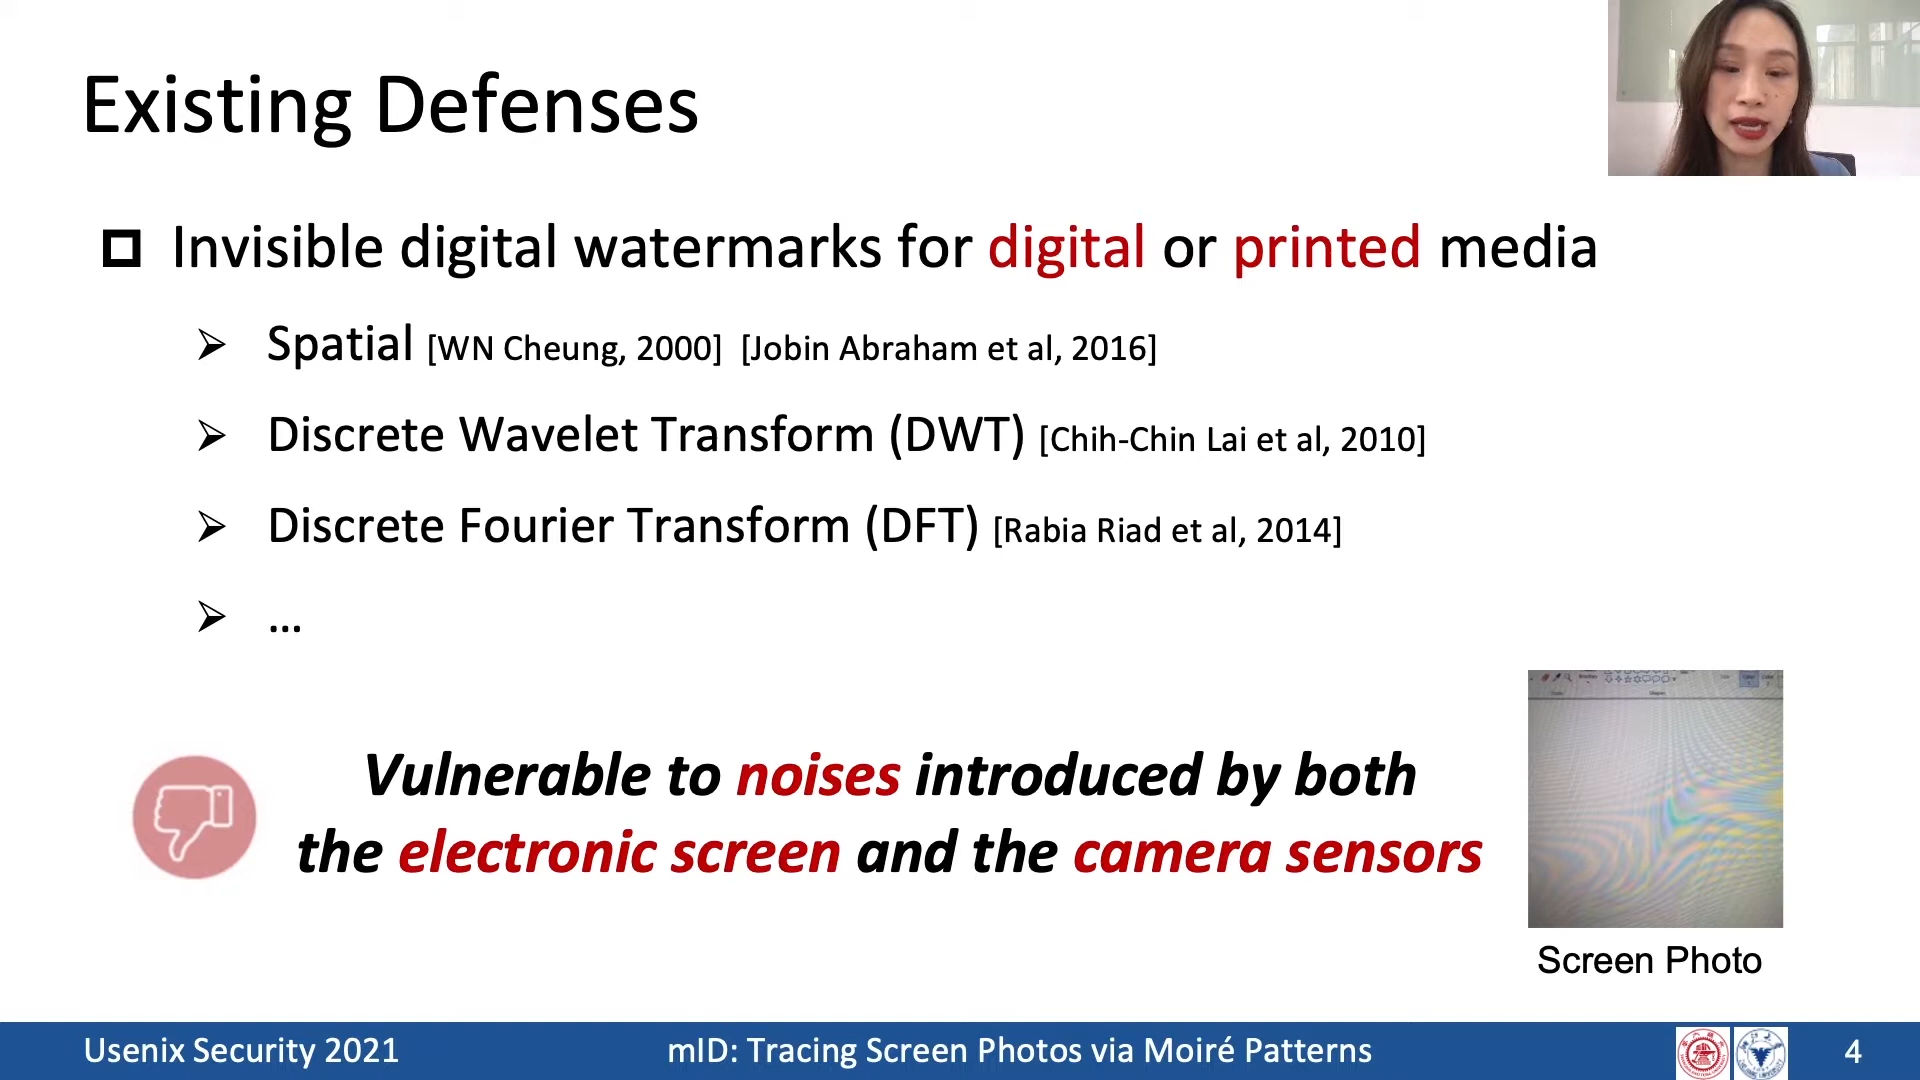 Existing Defenses
Invisible digital watermarks for digital or printed media
Spatial [WN Cheung, 2000] [Jobin Abraham et al, 2016]
Discrete Wavelet Transform (DWT) [Chih-Chin Lai et al, 2010]
Discrete Fourier Transform (DFT) [Rabia Riad et al, 2014]
...
Vulnerable to noises introduced by both
the electronic screen and the camera sensors
Screen Photo
Usenix Security 2021
mID: Tracing Screen Photos via Moiré Patterns
4